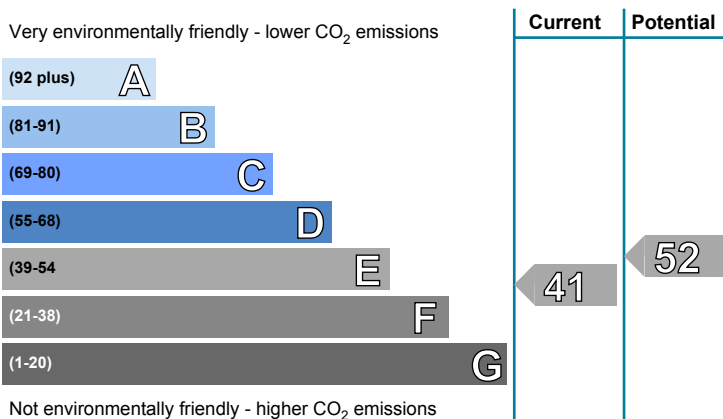 Current Potential
Very environmentally friendly - lower CO₂ emissions
(92 plus) A
(81-91) B
(69-80) C
(55-68) D
(39-54 E
52
41
(21-38) F
(1-20) G
Not environmentally friendly - higher CO₂ emissions